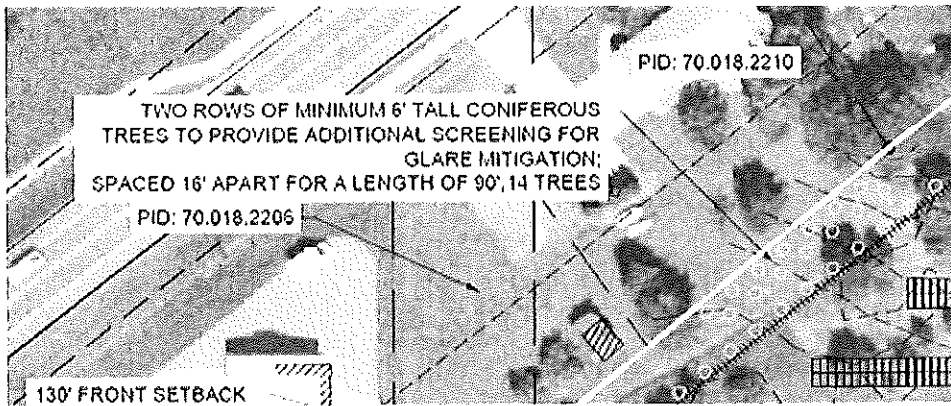 PID: 70.018.2210
TWO ROWS OF MINIMUM 6' TALL CONIFEROUS
TREES TO PROVIDE ADDITIONAL SCREENING FOR
GLARE MITIGATION;
SPACED 16' APART FOR A LENGTH OF 90', 14 TREES
PID: 70.018.2206
130' FRONT SETBACK